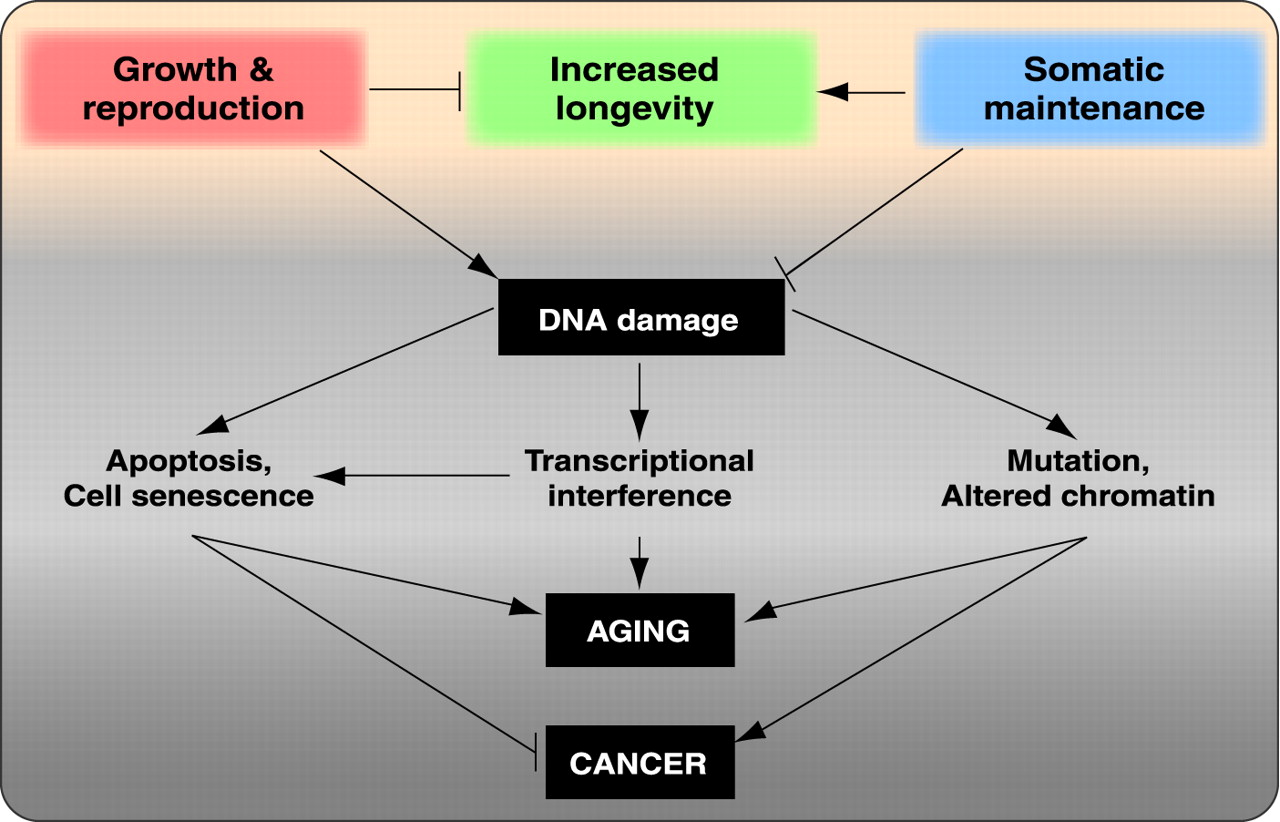 Growth &
reproduction
Increased
longevity
Somatic
maintenance
DNA damage
Apoptosis,
Cell senescence
Transcriptional
interference
Mutation,
Altered chromatin
AGING
CANCER